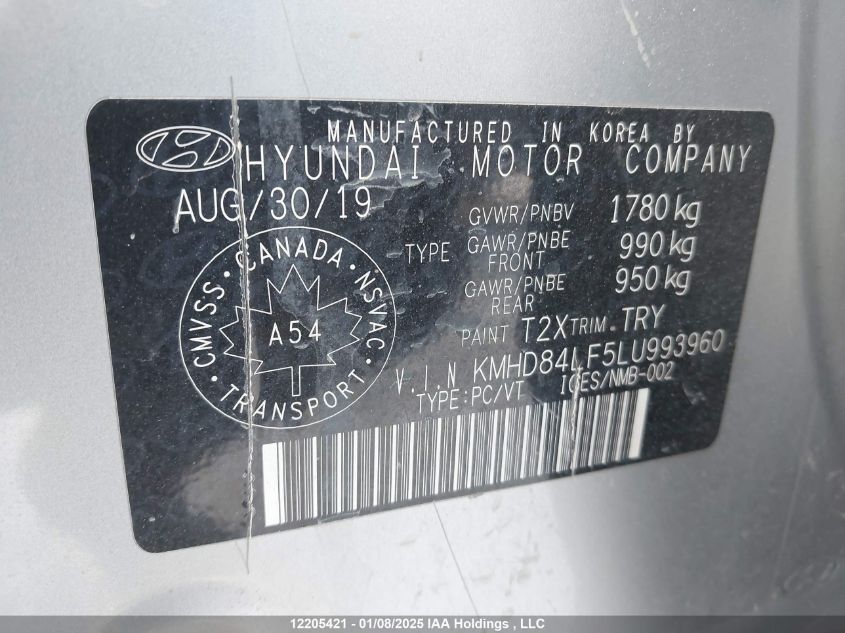 MANUFACTURED IN KOREA BY
HYUNDAI MOTOR COMPANY
AUG/30/19
GVWR/PNBV 1780 kg
TYPE GAWR/PNBE FRONT 990 kg
GAWR/PNBE REAR 950 kg
PAINT T2X TRIM TRY
V.I.N KMHD84LF5LU993960
TYPE:PC/VT IGES/NMB-002
CMVSS · CANADA · NSVAC · TRANSPORT ·
A54
12205421 - 01/08/2025 IAA Holdings , LLC